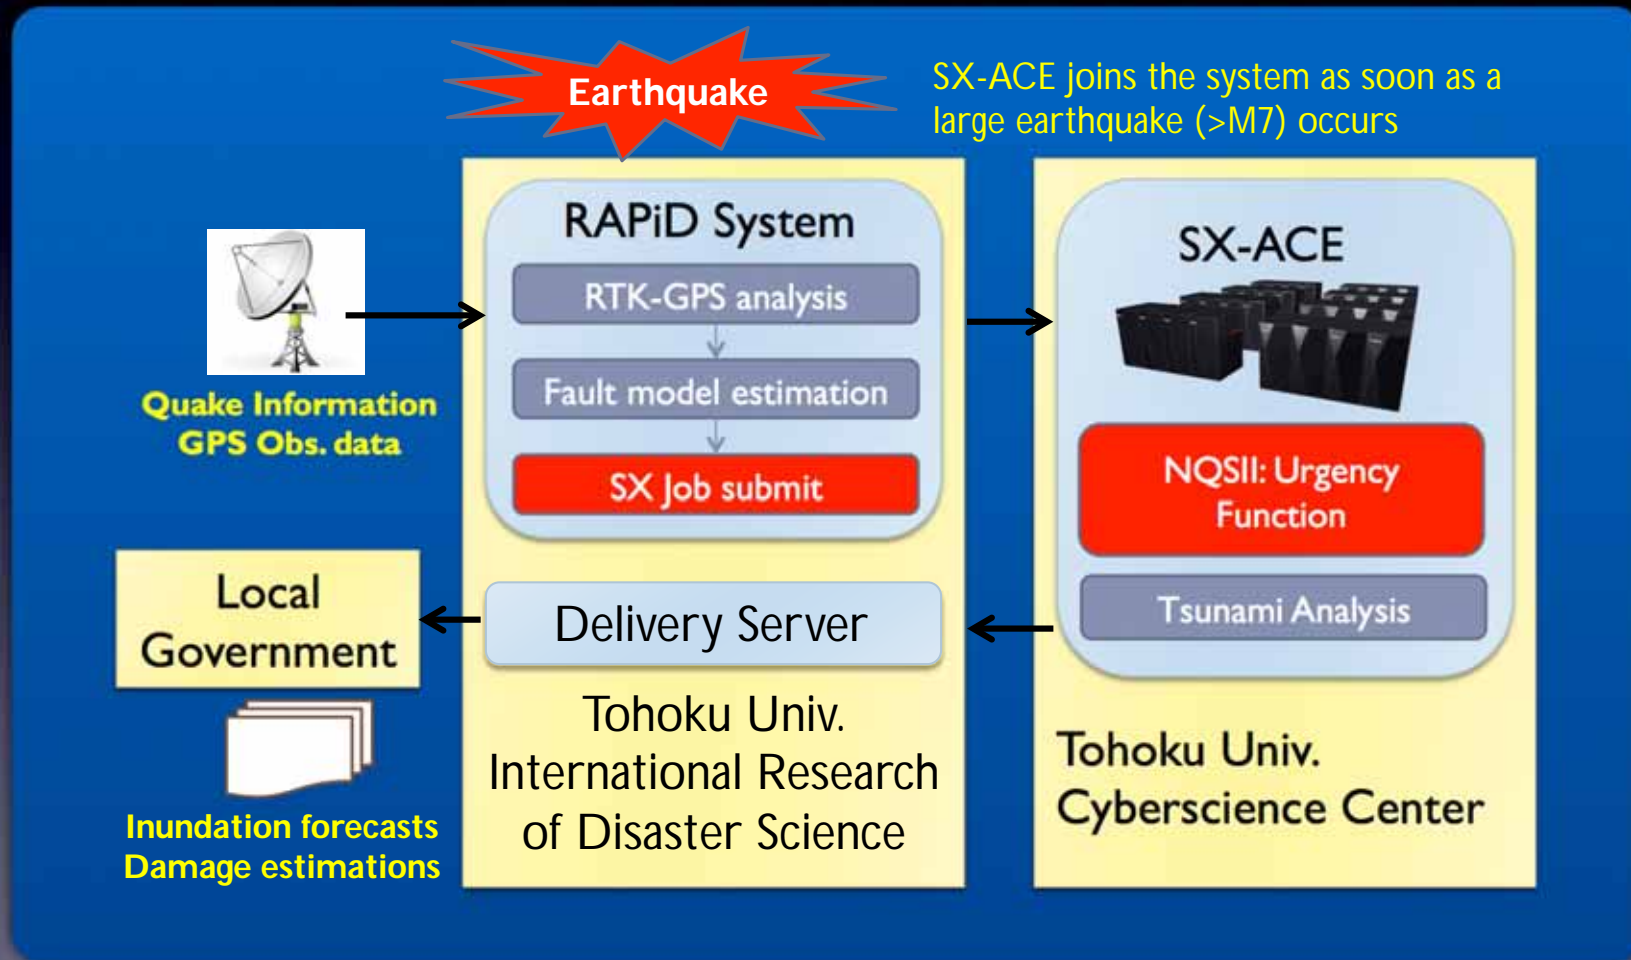 Earthquake
SX-ACE joins the system as soon as a
large earthquake (>M7) occurs
Quake Information
GPS Obs. data
RAPiD System
RTK-GPS analysis
Fault model estimation
SX Job submit
SX-ACE
NQSII: Urgency
Function
Tsunami Analysis
Tohoku Univ.
Cyberscience Center
Delivery Server
Tohoku Univ.
International Research
of Disaster Science
Local
Government
Inundation forecasts
Damage estimations